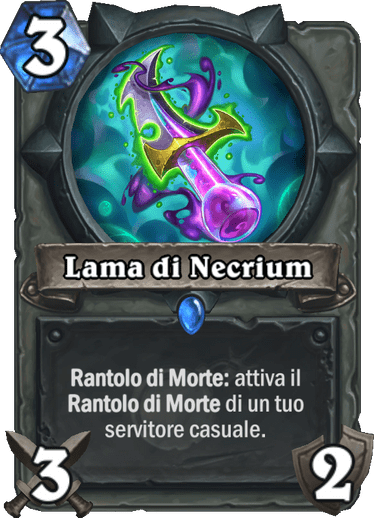 3
Lama di Necrium
Rantolo di Morte: attiva il
Rantolo di Morte di un tuo
servitore casuale.
3
2